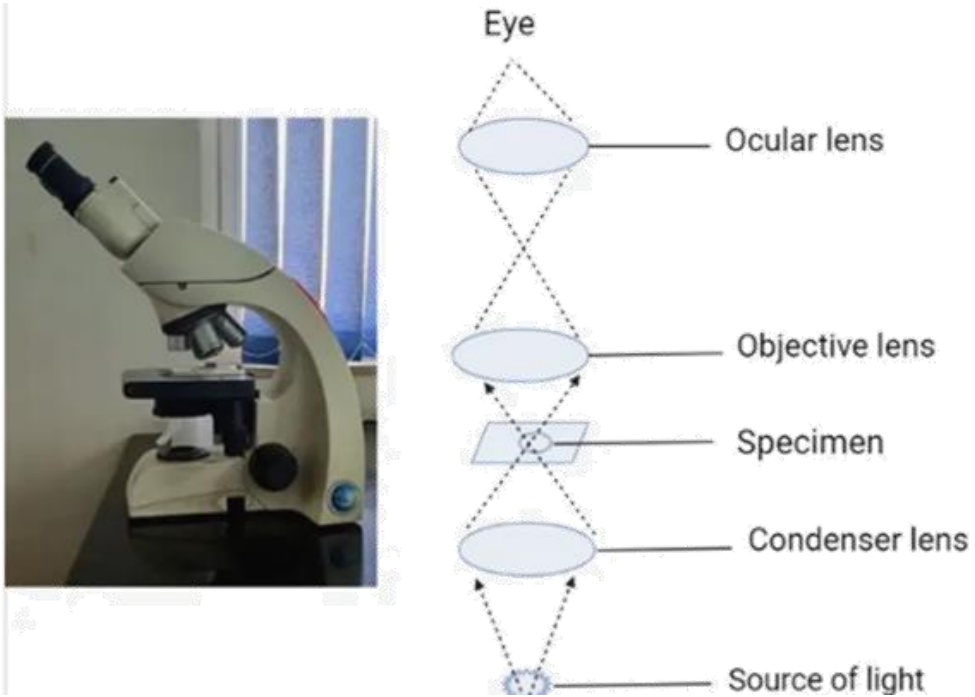 Eye
Ocular lens
Objective lens
Specimen
Condenser lens
Source of light